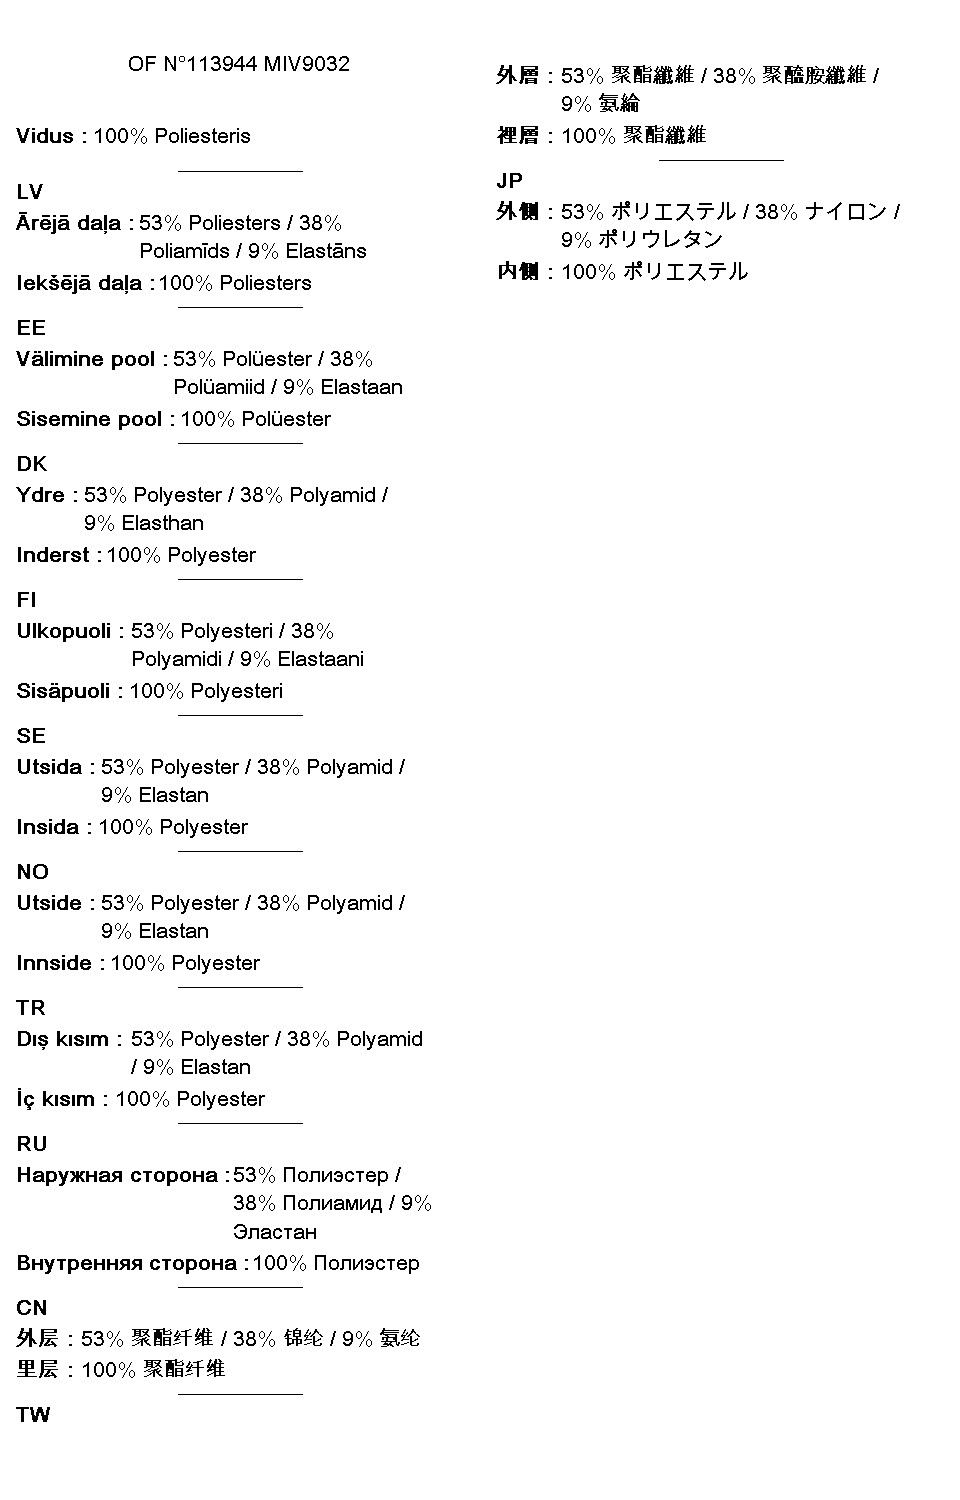 OF N°113944 MIV9032
Vidus : 100% Poliesteris
LV
Ārējā daļa : 53% Poliesters / 38%
Poliamīds / 9% Elastāns
Iekšējā daļa : 100% Poliesters
EE
Välimine pool : 53% Polüester / 38%
Polüamiid / 9% Elastaan
Sisemine pool : 100% Polüester
DK
Ydre : 53% Polyester / 38% Polyamid /
9% Elasthan
Inderst : 100% Polyester
FI
Ulkopuoli : 53% Polyesteri / 38%
Polyamidi / 9% Elastaani
Sisäpuoli : 100% Polyesteri
SE
Utsida : 53% Polyester / 38% Polyamid /
9% Elastan
Insida : 100% Polyester
NO
Utside : 53% Polyester / 38% Polyamid /
9% Elastan
Innside : 100% Polyester
TR
Dış kısım : 53% Polyester / 38% Polyamid
/ 9% Elastan
İç kısım : 100% Polyester
RU
Наружная сторона : 53% Полиэстер /
38% Полиамид / 9%
Эластан
Внутренняя сторона : 100% Полиэстер
CN
外层 : 53% 聚酯纤维 / 38% 锦纶 / 9% 氨纶
里层 : 100% 聚酯纤维
TW
外層 : 53% 聚酯纖維 / 38% 聚醯胺纖維 /
9% 氨綸
裡層 : 100% 聚酯纖維
JP
外側 : 53% ポリエステル / 38% ナイロン /
9% ポリウレタン
内側 : 100% ポリエステル